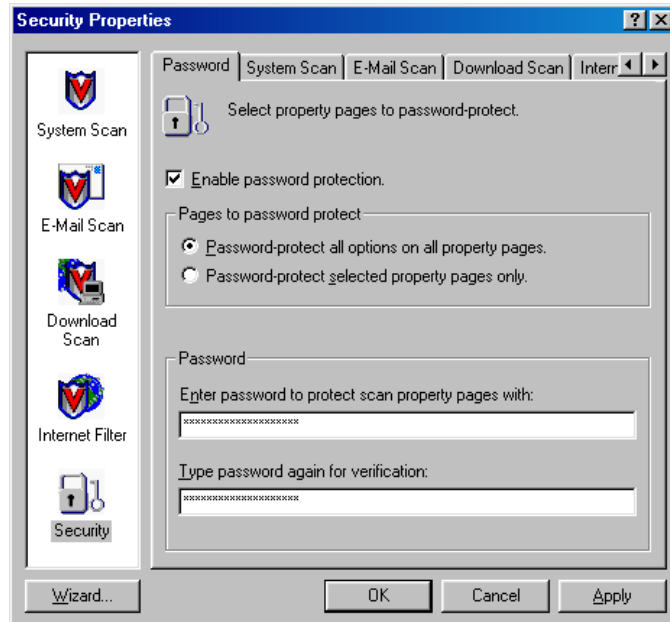 Security Properties
Password
System Scan
E-Mail Scan
Download Scan
Intern
Select property pages to password-protect.
Enable password protection.
Pages to password protect
Password-protect all options on all property pages.
Password-protect selected property pages only.
Password
Enter password to protect scan property pages with:
********************
Type password again for verification:
********************
System Scan
E-Mail Scan
Download
Scan
Internet Filter
Security
Wizard...
OK
Cancel
Apply